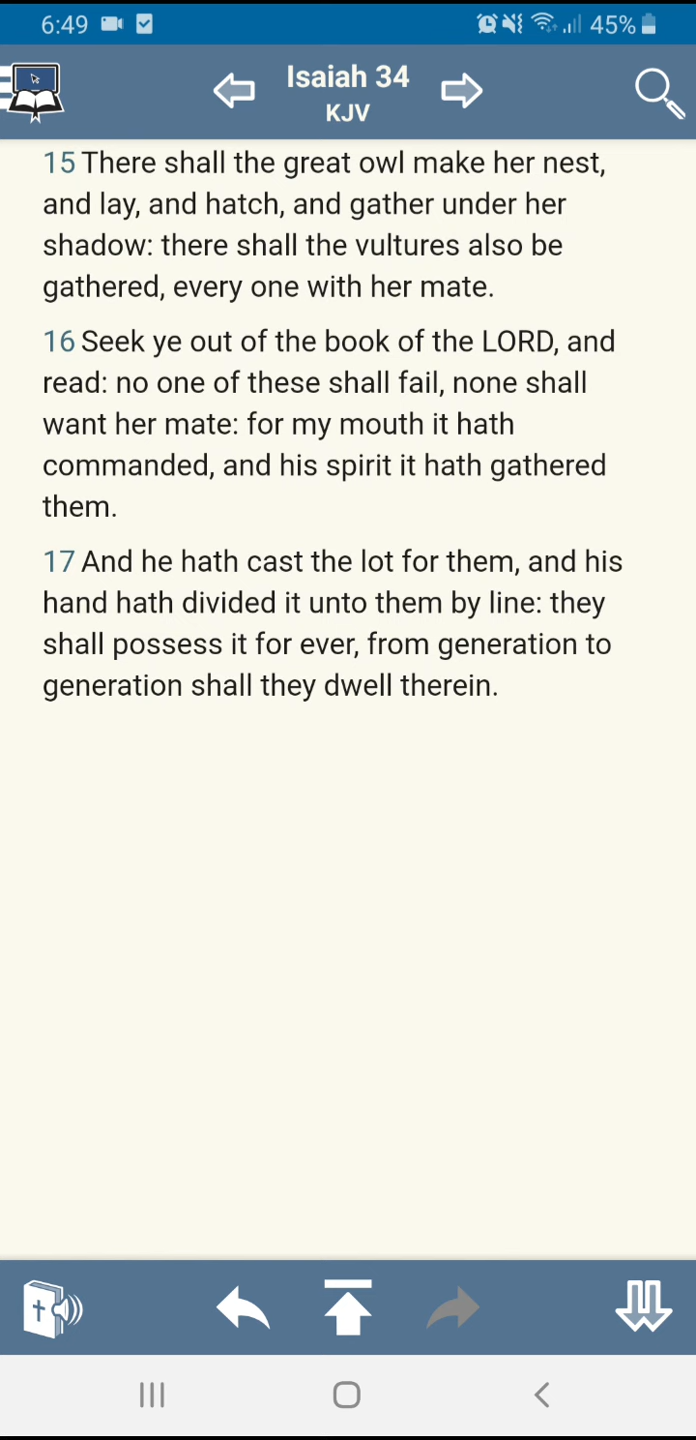 6:49 45%
Isaiah 34
KJV
15 There shall the great owl make her nest,
and lay, and hatch, and gather under her
shadow: there shall the vultures also be
gathered, every one with her mate.
16 Seek ye out of the book of the LORD, and
read: no one of these shall fail, none shall
want her mate: for my mouth it hath
commanded, and his spirit it hath gathered
them.
17 And he hath cast the lot for them, and his
hand hath divided it unto them by line: they
shall possess it for ever, from generation to
generation shall they dwell therein.